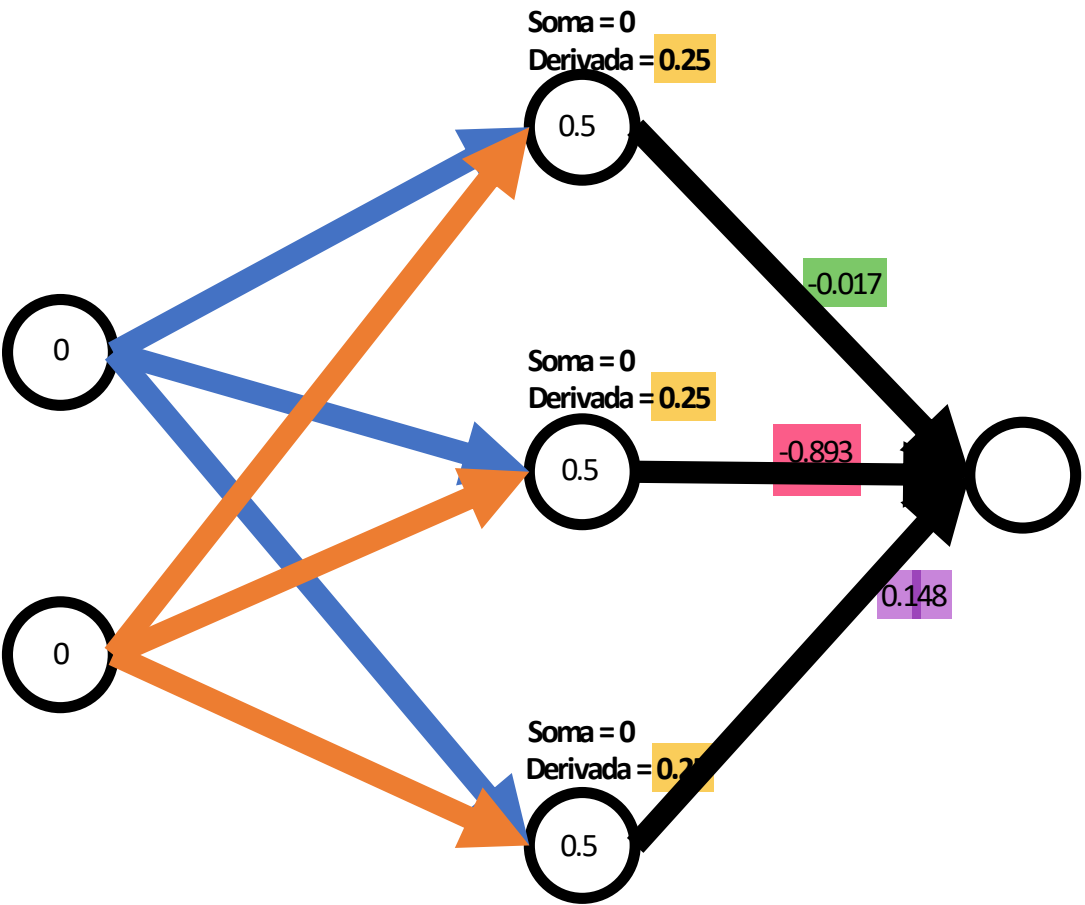 Soma = 0
Derivada = 0.25
0.5
-0.017
0
Soma = 0
Derivada = 0.25
-0.893
0.5
0.148
0
Soma = 0
Derivada =
0.5